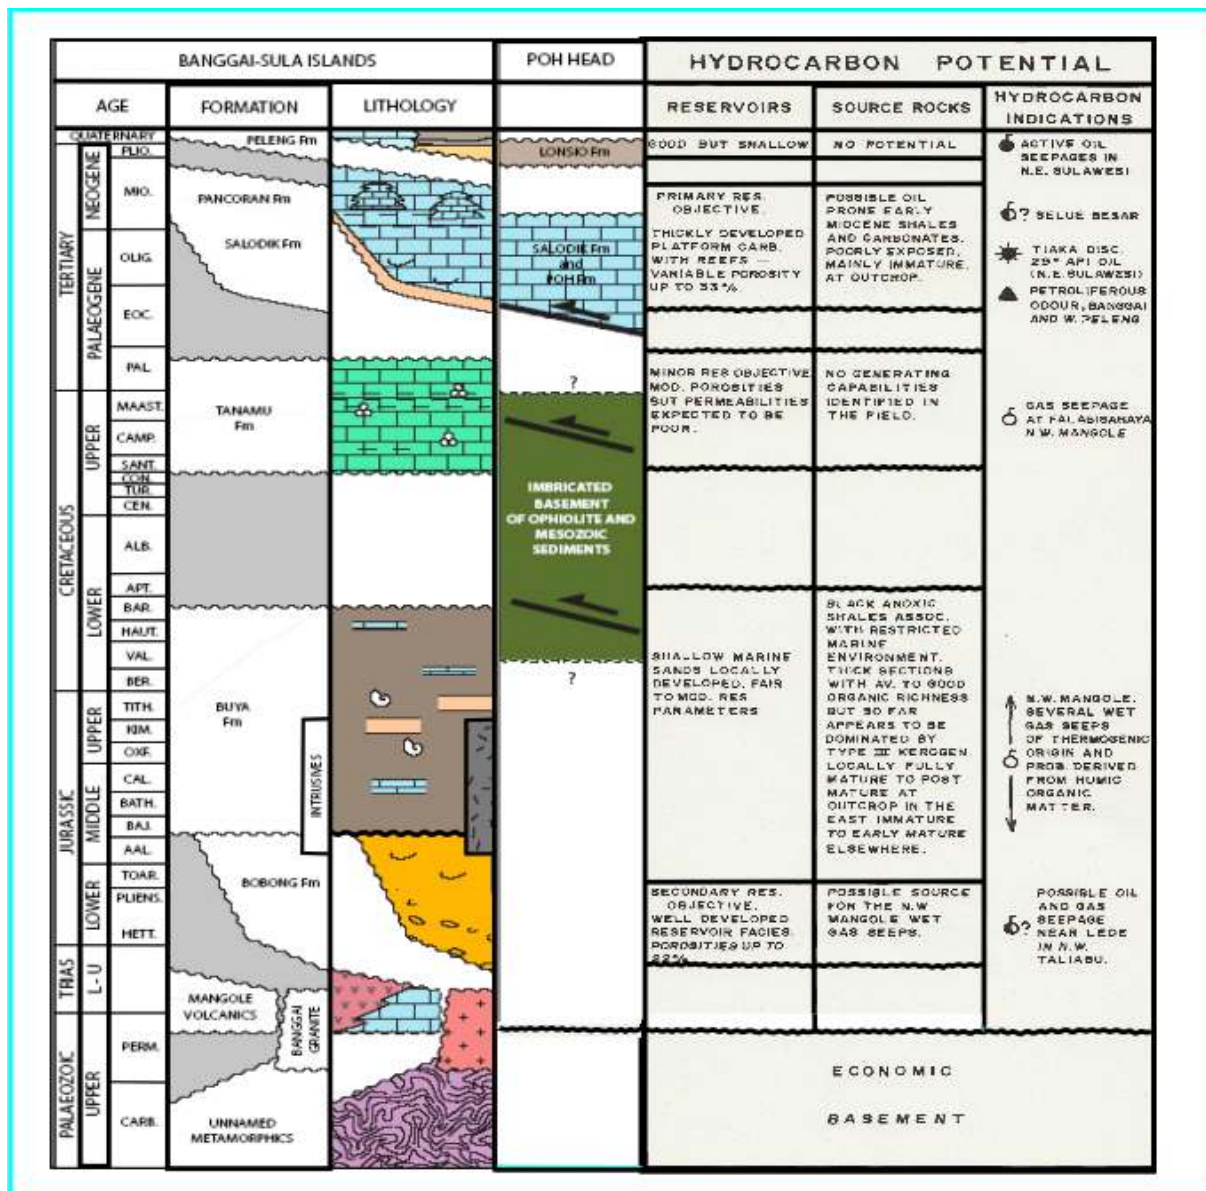 BANGGAI-SULA ISLANDS
POH HEAD
HYDROCARBON POTENTIAL
AGE
FORMATION
LITHOLOGY
RESERVOIRS
SOURCE ROCKS
HYDROCARBON
INDICATIONS
QUATERNARY
TERTIARY
NEOGENE
PALAEOGENE
PLIO.
MIO.
OLIG.
EOC.
PAL.
CRETACEOUS
UPPER
LOWER
MAAST.
CAMP.
SANT.
CON.
TUR.
CEN.
ALB.
APT.
BAR.
HAUT.
VAL.
BER.
JURASSIC
UPPER
MIDDLE
LOWER
TITH.
KIM.
OXF.
CAL.
BATH.
BAJ.
AAL.
TOAR.
PLIENS.
HETT.
TRIAS
L - U
PALAEOZOIC
UPPER
PERM.
CARB.
PELENG Fm
PANCORAN Fm
SALODIK Fm
TANAMU
Fm
BUYA
Fm
INTRUSIVES
BOBONG Fm
MANGOLE
VOLCANICS
BANGGAI
GRANITE
UNNAMED
METAMORPHICS
LONSIO Fm
SALODIK Fm
and
POH Fm
?
IMBRICATED
BASEMENT
OF OPHIOLITE AND
MESOZOIC
SEDIMENTS
?
GOOD BUT SHALLOW
PRIMARY RES.
OBJECTIVE.
THICKLY DEVELOPED
PLATFORM CARB.
WITH REEFS —
VARIABLE POROSITY
UP TO 33%
MINOR RES OBJECTIVE
MOD. POROSITIES
BUT PERMEABILITIES
EXPECTED TO BE
POOR.
SHALLOW MARINE
SANDS LOCALLY
DEVELOPED. FAIR
TO MOD. RES
PARAMETERS
SECONDARY RES.
OBJECTIVE.
WELL DEVELOPED
RESERVOIR FACIES.
POROSITIES UP TO
22%
NO POTENTIAL
POSSIBLE OIL
PRONE EARLY
MIOCENE SHALES
AND CARBONATES.
POORLY EXPOSED,
MAINLY IMMATURE,
AT OUTCROP.
NO GENERATING
CAPABILITIES
IDENTIFIED IN
THE FIELD.
BLACK ANOXIC
SHALES ASSOC.
WITH RESTRICTED
MARINE
ENVIRONMENT.
THICK SECTIONS
WITH AV. TO GOOD
ORGANIC RICHNESS
BUT SO FAR
APPEARS TO BE
DOMINATED BY
TYPE III KEROGEN
LOCALLY FULLY
MATURE TO POST
MATURE AT
OUTCROP IN THE
EAST IMMATURE
TO EARLY MATURE
ELSEWHERE.
POSSIBLE SOURCE
FOR THE N.W
MANGOLE WET
GAS SEEPS.
ACTIVE OIL
SEEPAGES IN
N.E. SULAWESI
? SELUE BESAR
TIAKA DISC.
29° API OIL
(N.E. SULAWESI)
PETROLIFEROUS
ODOUR, BANGGAI
AND W. PELENG
GAS SEEPAGE
AT FALABISAHAYA
N.W. MANGOLE
N.W. MANGOLE.
SEVERAL WET
GAS SEEPS
OF THERMOGENIC
ORIGIN AND
PROB. DERIVED
FROM HUMIC
ORGANIC
MATTER.
POSSIBLE OIL
AND GAS
? SEEPAGE
NEAR LEDE
IN N.W.
TALIABU.
ECONOMIC
BASEMENT